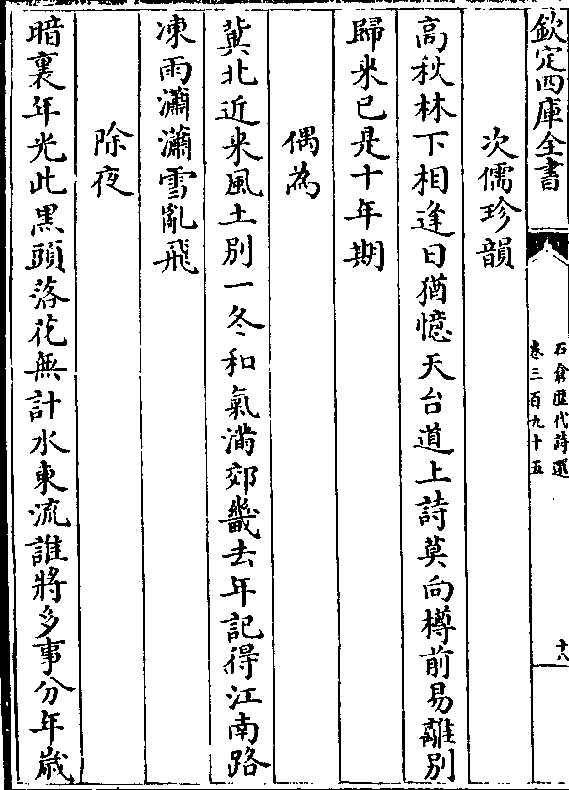 欽定四庫全書
石倉歴代詩選
卷三百九十五
十六
次儒珍韻
高秋林下相逢日猶憶天台道上詩莫向樽前易離別
歸来已是十年期
偶為
冀北近来風土別一冬和氣滿郊畿去年記得江南路
凍雨瀟瀟雪亂飛
除夜
暗裏年光此黒頭落花無計水東流誰將多事分年歳